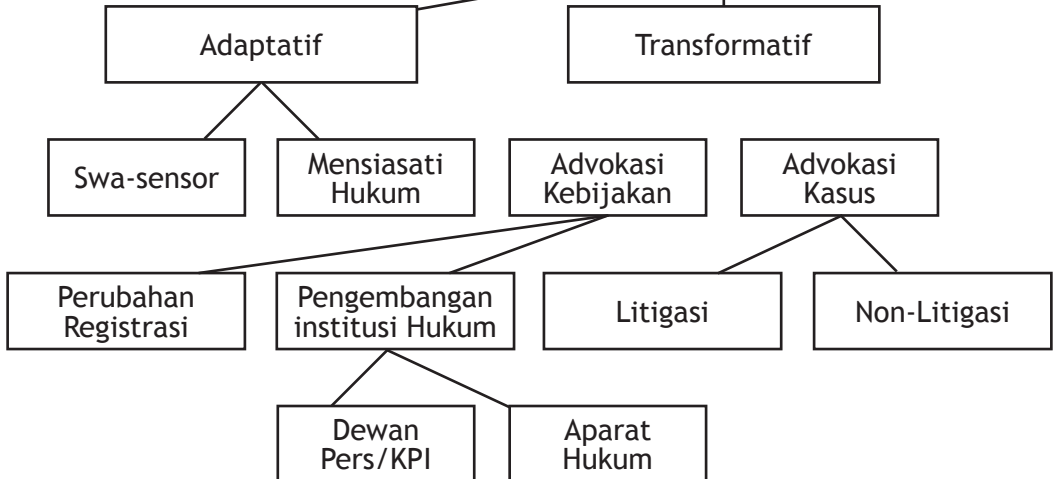 Adaptatif
Transformatif
Swa-sensor
Mensiasati
Hukum
Advokasi
Kebijakan
Advokasi
Kasus
Perubahan
Registrasi
Pengembangan
institusi Hukum
Litigasi
Non-Litigasi
Dewan
Pers/KPI
Aparat
Hukum